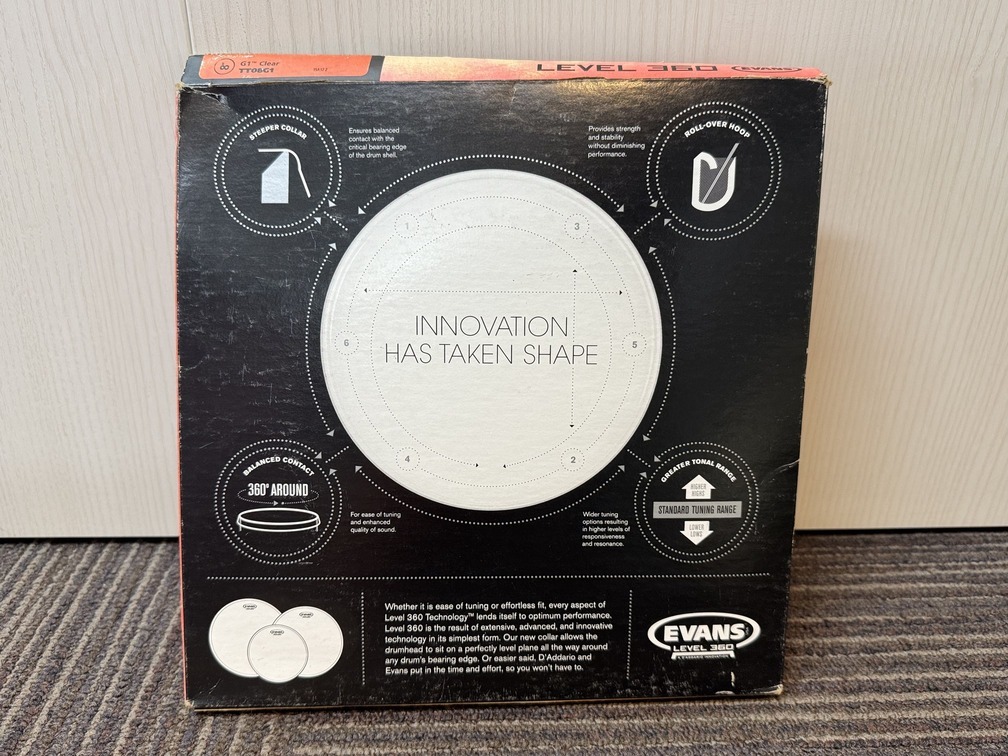 8"
G1™ Clear
TT08G1
LEVEL 360
EVANS
STEEPER COLLAR
Ensures balanced
contact with the
critical bearing edge
of the drum shell.
Provides strength
and stability
without diminishing
performance.
ROLL-OVER HOOP
1
3
INNOVATION
HAS TAKEN SHAPE
6
5
4
2
BALANCED CONTACT
360° AROUND
For ease of tuning
and enhanced
quality of sound.
Wider tuning
options resulting
in higher levels of
responsiveness
and resonance.
GREATER TONAL RANGE
HIGHER
HIGHS
STANDARD TUNING RANGE
LOWER
LOWS
Whether it is ease of tuning or effortless fit, every aspect of
Level 360 Technology™ lends itself to optimum performance.
Level 360 is the result of extensive, advanced, and innovative
technology in its simplest form. Our new collar allows the
drumhead to sit on a perfectly level plane all the way around
any drum's bearing edge. Or easier said, D'Addario and
Evans put in the time and effort, so you won't have to.
EVANS
LEVEL 360
A D'ADDARIO INNOVATION